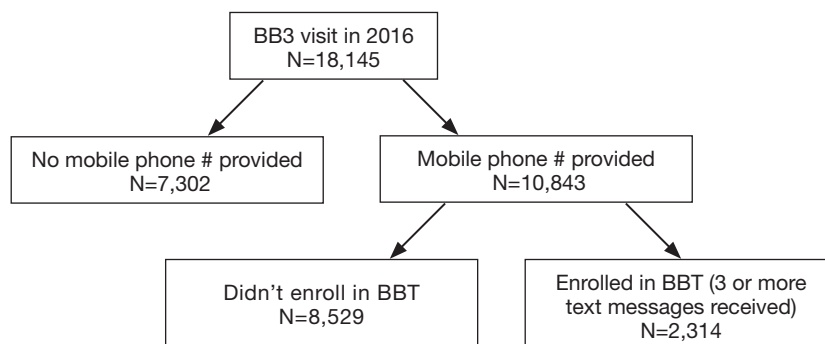 BB3 visit in 2016
N=18,145
No mobile phone # provided
N=7,302
Mobile phone # provided
N=10,843
Didn't enroll in BBT
N=8,529
Enrolled in BBT (3 or more
text messages received)
N=2,314